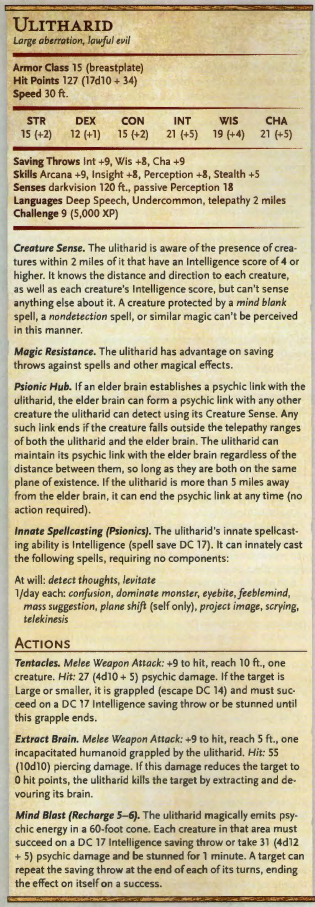 ULITHARID
Large aberration, lawful evil
Armor Class 15 (breastplate)
Hit Points 127 (17d10 + 34)
Speed 30 ft.
STR DEX CON INT WIS CHA
15 (+2) 12 (+1) 15 (+2) 21 (+5) 19 (+4) 21 (+5)
Saving Throws Int +9, Wis +8, Cha +9
Skills Arcana +9, Insight +8, Perception +8, Stealth +5
Senses darkvision 120 ft., passive Perception 18
Languages Deep Speech, Undercommon, telepathy 2 miles
Challenge 9 (5,000 XP)
Creature Sense. The ulitharid is aware of the presence of crea-
tures within 2 miles of it that have an Intelligence score of 4 or
higher. It knows the distance and direction to each creature,
as well as each creature's Intelligence score, but can't sense
anything else about it. A creature protected by a mind blank
spell, a nondetection spell, or similar magic can't be perceived
in this manner.
Magic Resistance. The ulitharid has advantage on saving
throws against spells and other magical effects.
Psionic Hub. If an elder brain establishes a psychic link with the
ulitharid, the elder brain can form a psychic link with any other
creature the ulitharid can detect using its Creature Sense. Any
such link ends if the creature falls outside the telepathy ranges
of both the ulitharid and the elder brain. The ulitharid can
maintain its psychic link with the elder brain regardless of the
distance between them, so long as they are both on the same
plane of existence. If the ulitharid is more than 5 miles away
from the elder brain, it can end the psychic link at any time (no
action required).
Innate Spellcasting (Psionics). The ulitharid's innate spellcast-
ing ability is Intelligence (spell save DC 17). It can innately cast
the following spells, requiring no components:
At will: detect thoughts, levitate
1/day each: confusion, dominate monster, eyebite, feeblemind,
mass suggestion, plane shift (self only), project image, scrying,
telekinesis
ACTIONS
Tentacles. Melee Weapon Attack: +9 to hit, reach 10 ft., one
creature. Hit: 27 (4d10 + 5) psychic damage. If the target is
Large or smaller, it is grappled (escape DC 14) and must suc-
ceed on a DC 17 Intelligence saving throw or be stunned until
this grapple ends.
Extract Brain. Melee Weapon Attack: +9 to hit, reach 5 ft., one
incapacitated humanoid grappled by the ulitharid. Hit: 55
(10d10) piercing damage. If this damage reduces the target to
0 hit points, the ulitharid kills the target by extracting and de-
vouring its brain.
Mind Blast (Recharge 5–6). The ulitharid magically emits psy-
chic energy in a 60-foot cone. Each creature in that area must
succeed on a DC 17 Intelligence saving throw or take 31 (4d12
+ 5) psychic damage and be stunned for 1 minute. A target can
repeat the saving throw at the end of each of its turns, ending
the effect on itself on a success.